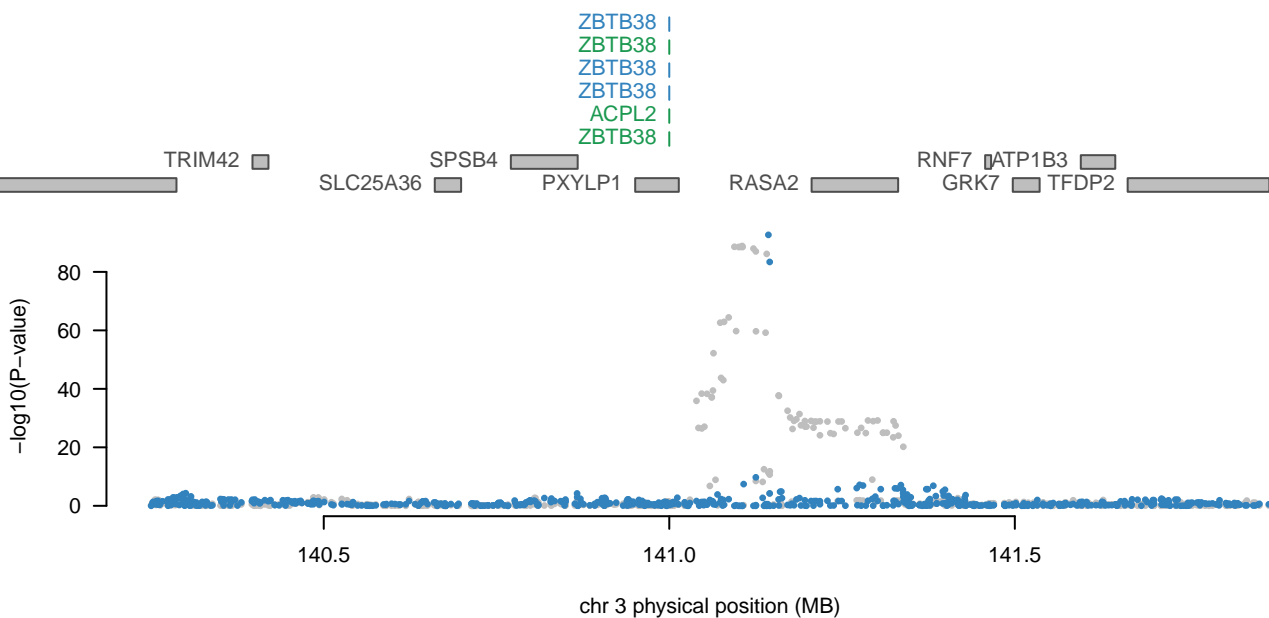 ZBTB38
ZBTB38
ZBTB38
ZBTB38
ACPL2
ZBTB38
TRIM42 SPSB4 RNF7 ATP1B3
SLC25A36 PXYLP1 RASA2 GRK7 TFDP2
80
60
40
20
0
−log10(P−value)
140.5 141.0 141.5
chr 3 physical position (MB)